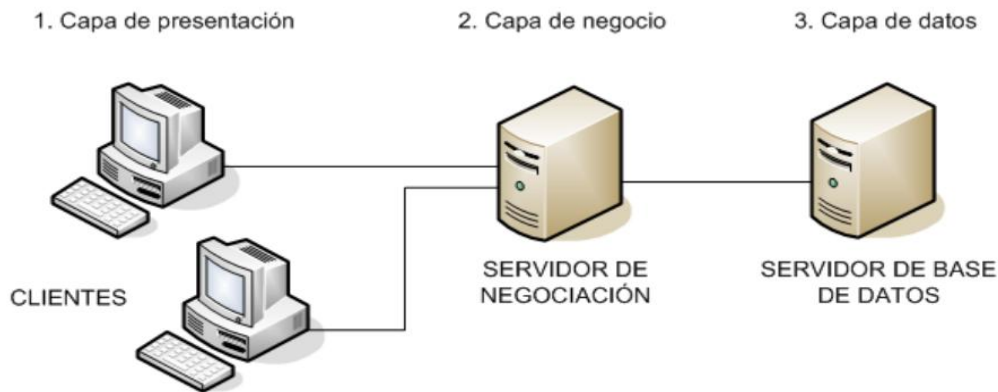 1. Capa de presentación
2. Capa de negocio
3. Capa de datos
CLIENTES
SERVIDOR DE
NEGOCIACIÓN
SERVIDOR DE BASE
DE DATOS